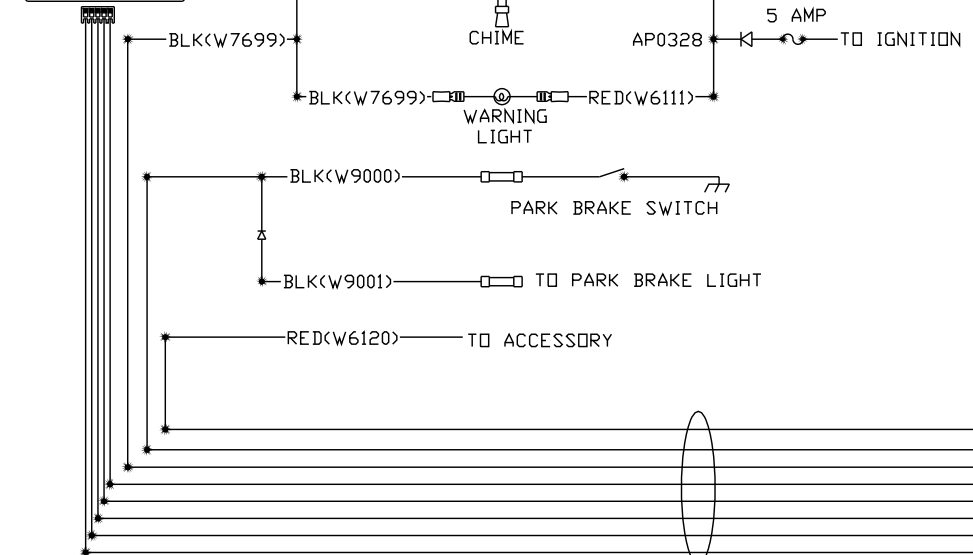 5 AMP
CHIME
BLK(W7699)
AP0328
TO IGNITION
BLK(W7699)
RED(W6111)
WARNING
LIGHT
BLK(W9000)
PARK BRAKE SWITCH
BLK(W9001)
TO PARK BRAKE LIGHT
RED(W6120)
TO ACCESSORY